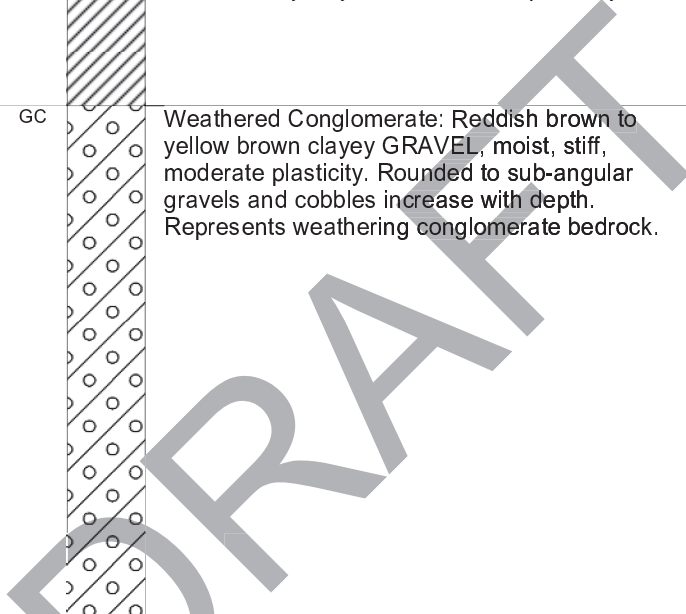 GC
Weathered Conglomerate: Reddish brown to
yellow brown clayey GRAVEL, moist, stiff,
moderate plasticity. Rounded to sub-angular
gravels and cobbles increase with depth.
Represents weathering conglomerate bedrock.
DRAFT